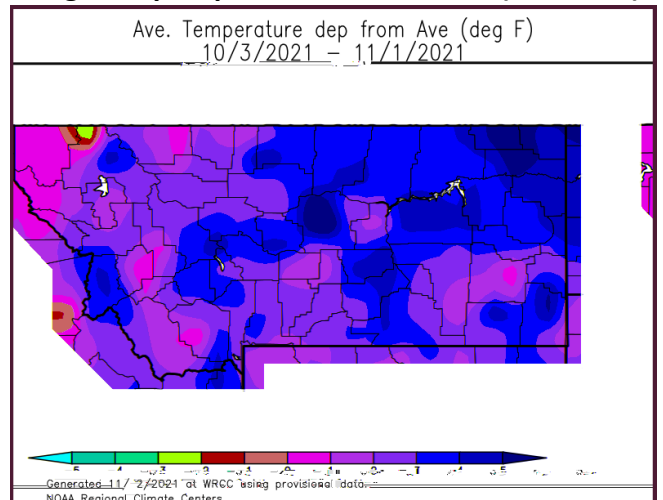 Ave. Temperature dep from Ave (deg F)
10/3/2021 – 11/1/2021
Generated 11/ 2/2021 at WRCC using provisional data.
NOAA Regional Climate Centers